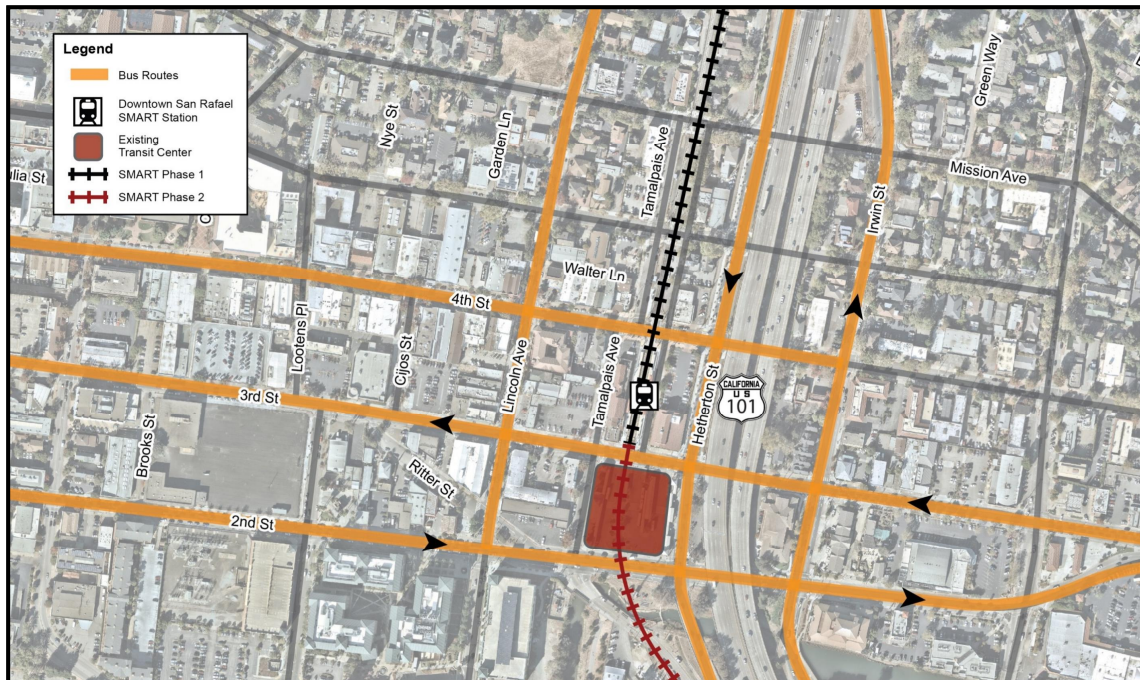 Legend
Bus Routes
Downtown San Rafael
SMART Station
Existing
Transit Center
SMART Phase 1
SMART Phase 2
ulia St
Nye St
Garden Ln
Tamalpais Ave
Green Way
Mission Ave
Irwin St
Walter Ln
4th St
Lootens Pl
Cijos St
Lincoln Ave
Tamalpais Ave
Hetherton St
CALIFORNIA
US
101
3rd St
Brooks St
Ritter St
2nd St